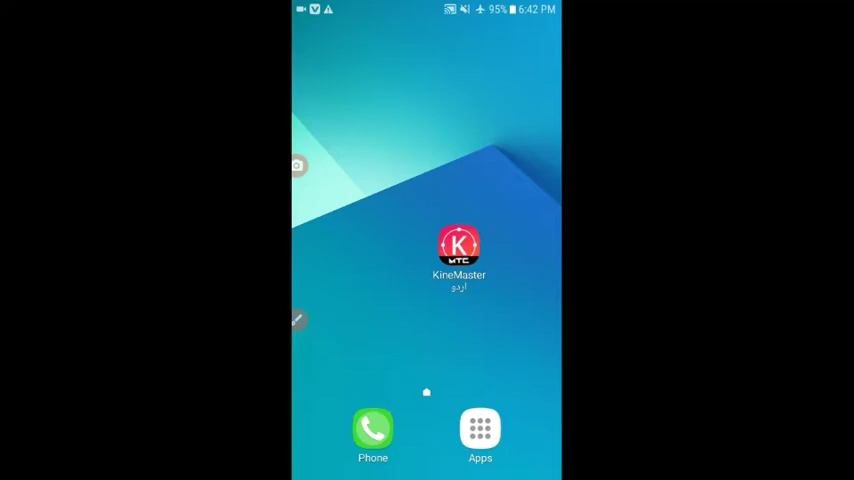 95% 6:42 PM
K
MTC
KineMaster
اردو
Phone
Apps